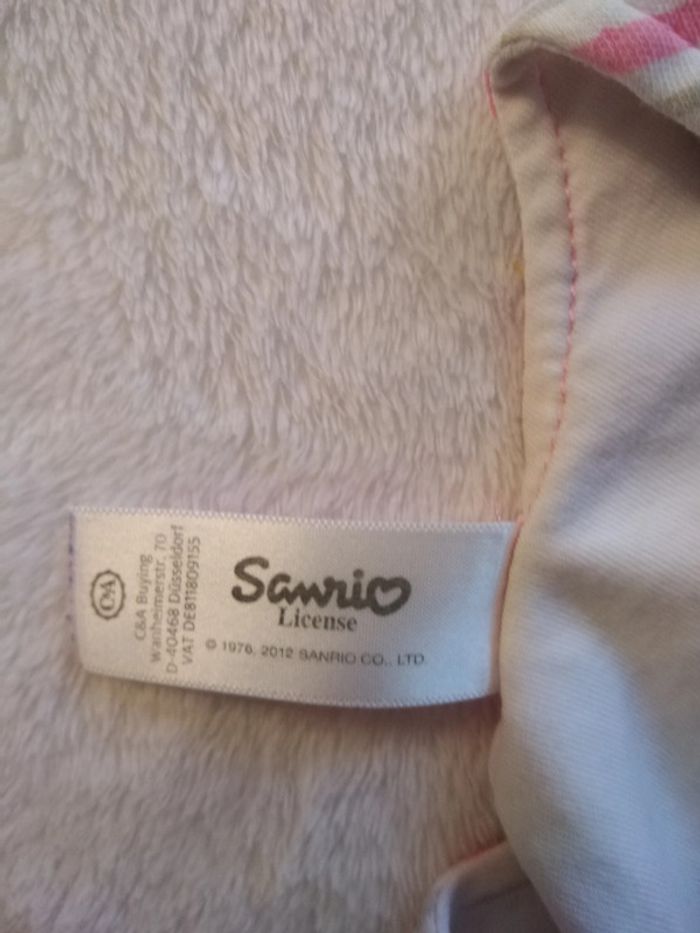 Sanrio
License
© 1976, 2012 SANRIO CO., LTD.
C&A
C&A Buying
Wanheimerstr. 70
D-40468 Düsseldorf
VAT DE811809155